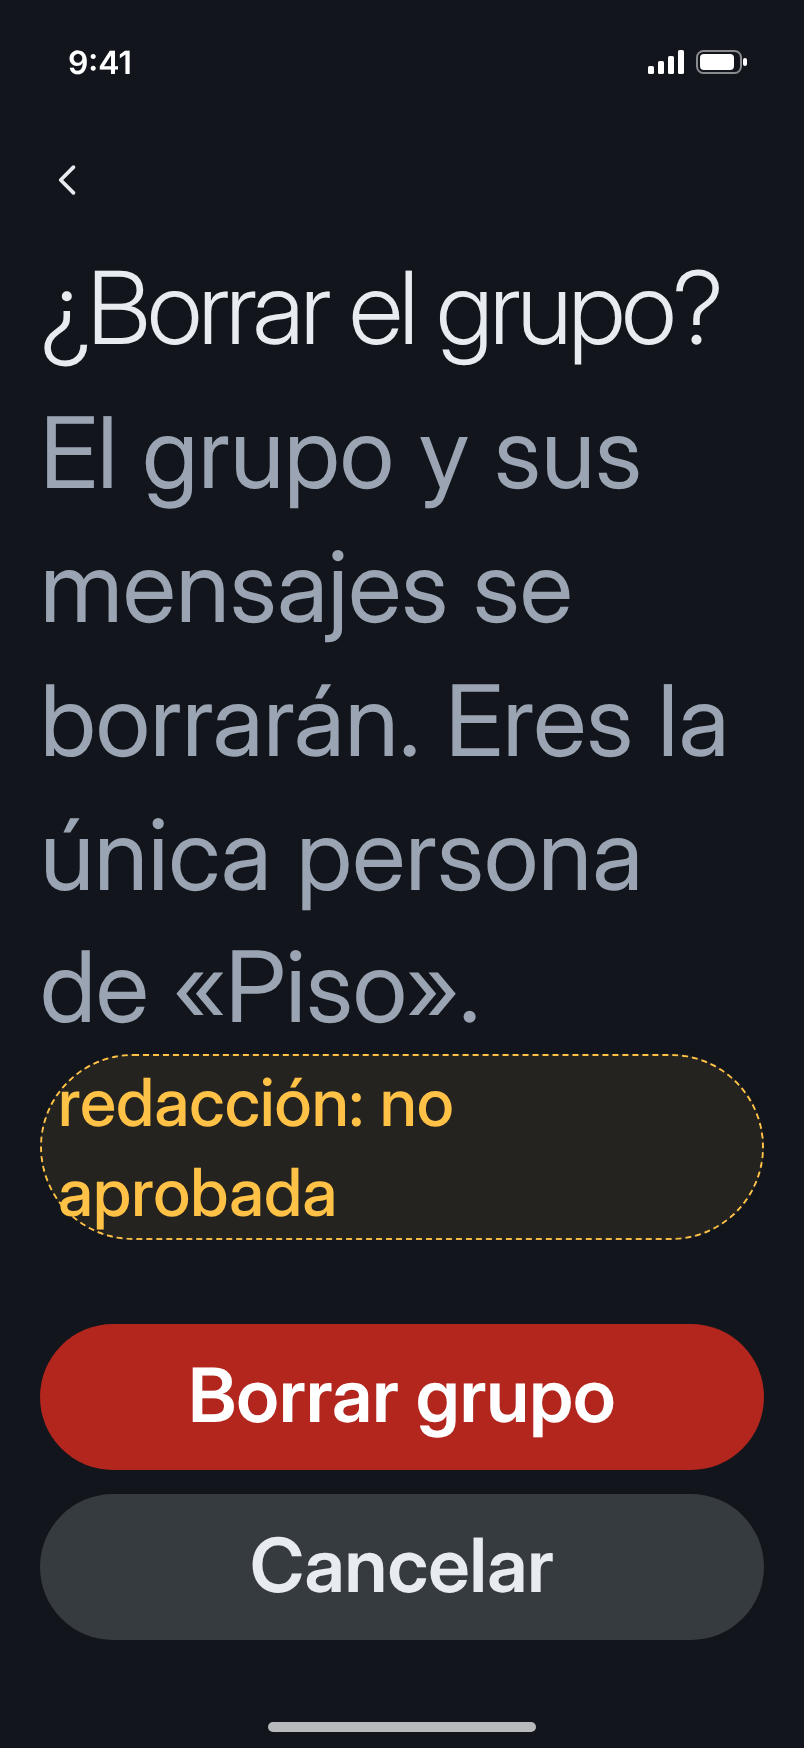 9:41
¿Borrar el grupo?
El grupo y sus
mensajes se
borrarán. Eres la
única persona
de «Piso».
redacción: no
aprobada
Borrar grupo
Cancelar